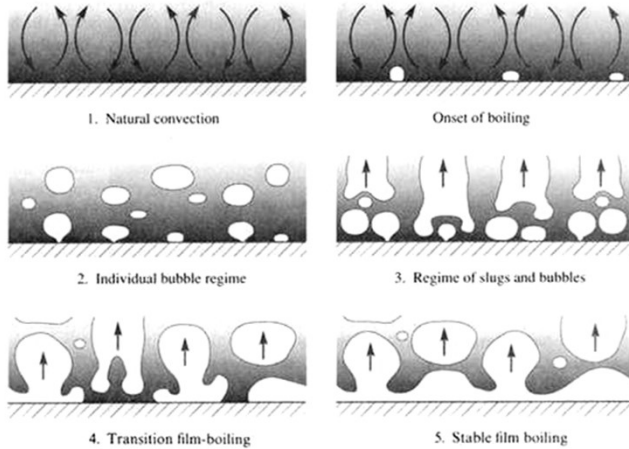 1. Natural convection
Onset of boiling
2. Individual bubble regime
3. Regime of slugs and bubbles
4. Transition film-boiling
5. Stable film boiling